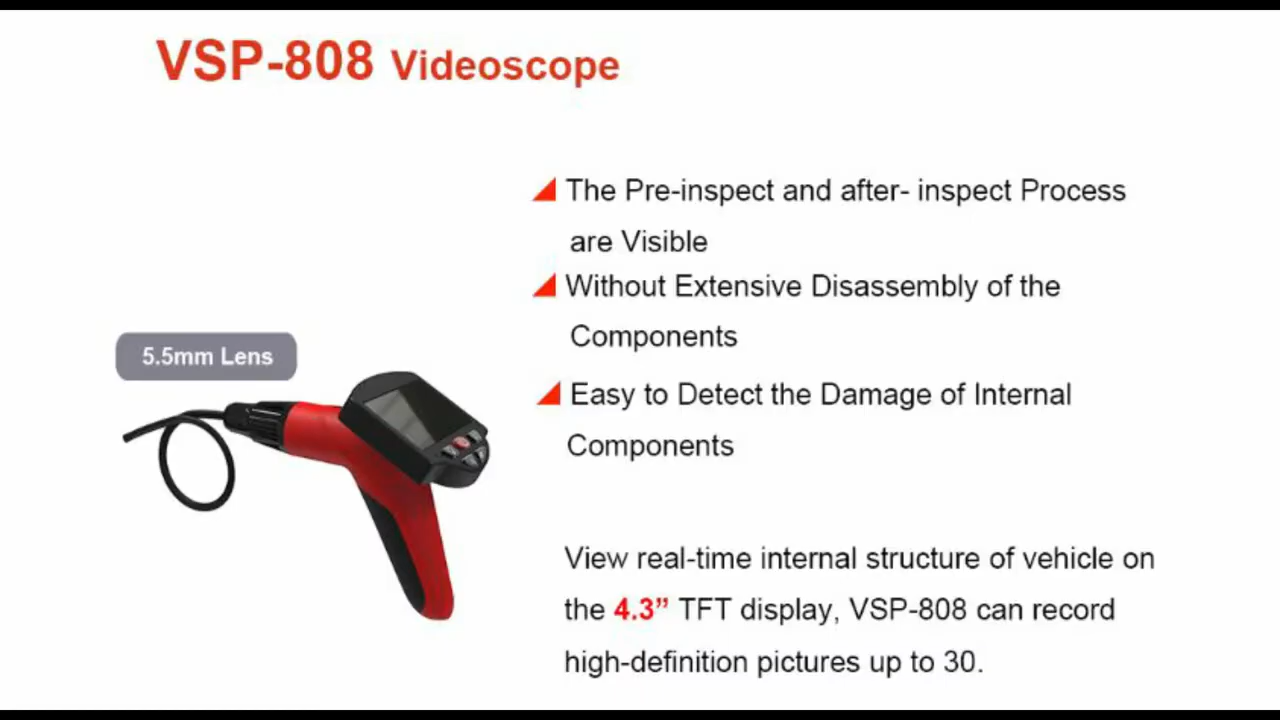 VSP-808 Videoscope
The Pre-inspect and after- inspect Process
are Visible
Without Extensive Disassembly of the
Components
5.5mm Lens
Easy to Detect the Damage of Internal
Components
View real-time internal structure of vehicle on
the 4.3” TFT display, VSP-808 can record
high-definition pictures up to 30.